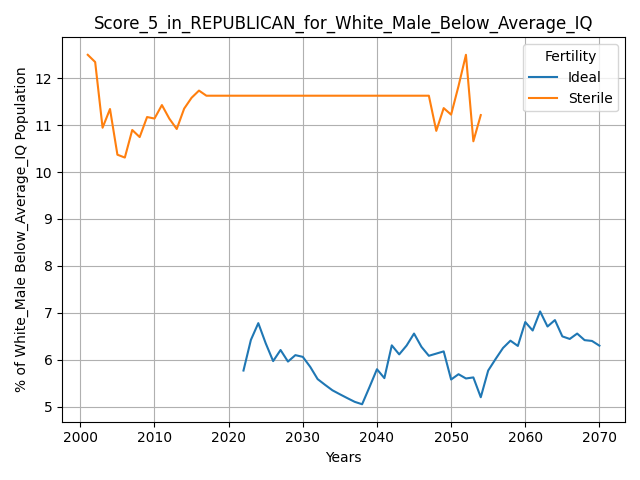 Score_5_in_REPUBLICAN_for_White_Male_Below_Average_IQ
% of White_Male Below_Average_IQ Population
12
11
10
9
8
7
6
5
Fertility
Ideal
Sterile
2000 2010 2020 2030 2040 2050 2060 2070
Years